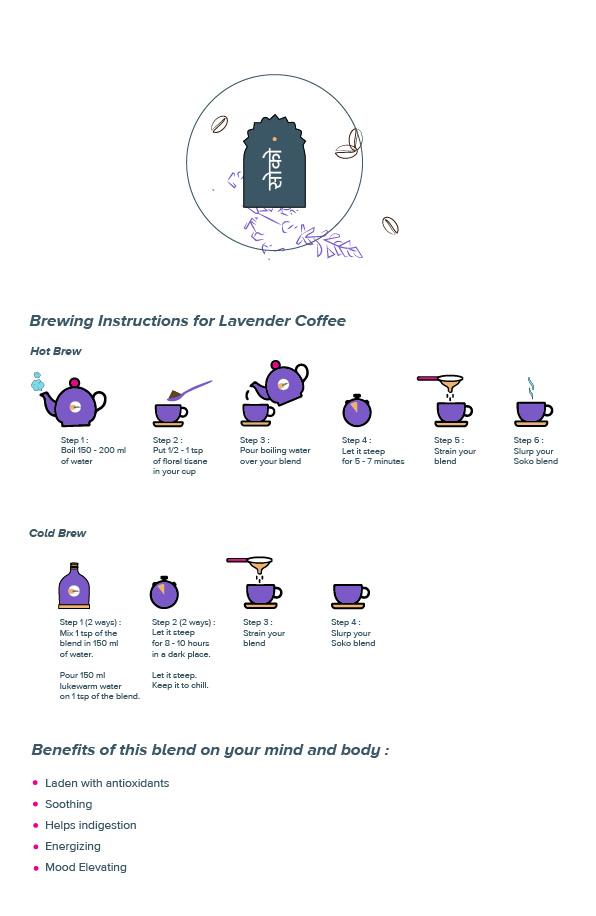 सोको
Brewing Instructions for Lavender Coffee
Hot Brew
Step 1 :
Boil 150 - 200 ml
of water
Step 2 :
Put 1/2 - 1 tsp
of floral tisane
in your cup
Step 3 :
Pour boiling water
over your blend
Step 4 :
Let it steep
for 5 - 7 minutes
Step 5 :
Strain your
blend
Step 6 :
Slurp your
Soko blend
Cold Brew
Step 1 (2 ways) :
Mix 1 tsp of the
blend in 150 ml
of water.
Pour 150 ml
lukewarm water
on 1 tsp of the blend.
Step 2 (2 ways) :
Let it steep
for 8 - 10 hours
in a dark place.
Let it steep.
Keep it to chill.
Step 3 :
Strain your
blend
Step 4 :
Slurp your
Soko blend
Benefits of this blend on your mind and body :
Laden with antioxidants
Soothing
Helps indigestion
Energizing
Mood Elevating